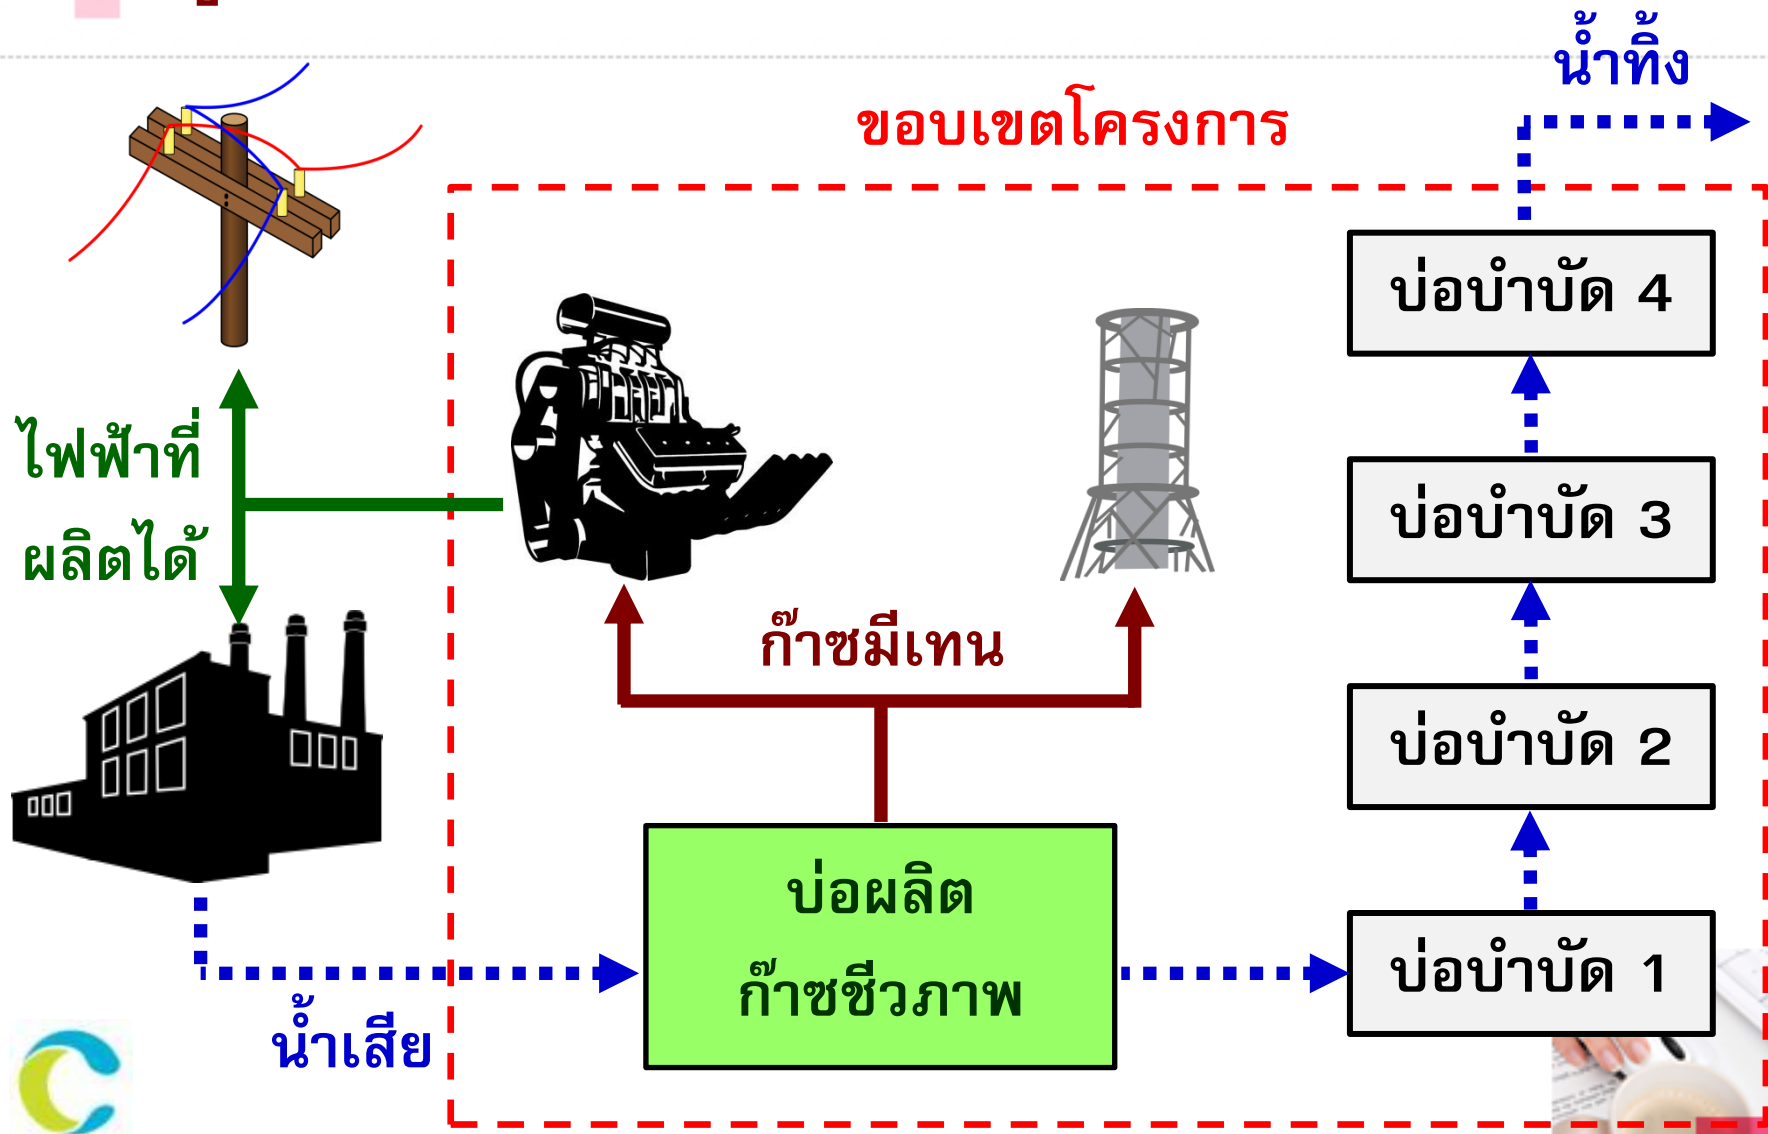 น้ำทิ้ง
ขอบเขตโครงการ
บ่อบำบัด 4
ไฟฟ้าที่
ผลิตได้
บ่อบำบัด 3
ก๊าซมีเทน
บ่อบำบัด 2
บ่อผลิต
ก๊าซชีวภาพ
บ่อบำบัด 1
น้ำเสีย